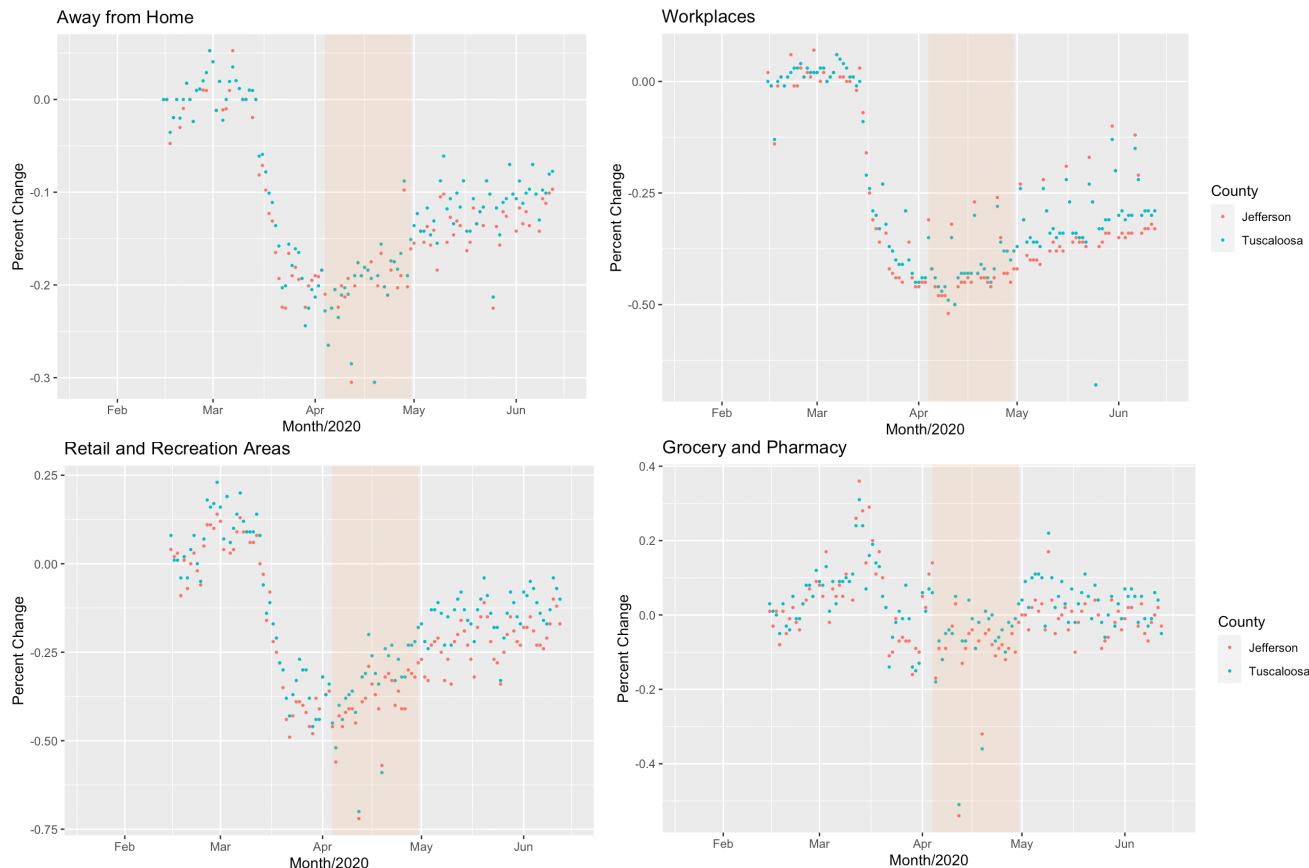 Away from Home
Percent Change
0.0
-0.1
-0.2
-0.3
Feb Mar Apr May Jun
Month/2020
Workplaces
Percent Change
0.00
-0.25
-0.50
Feb Mar Apr May Jun
Month/2020
County
Jefferson
Tuscaloosa
Retail and Recreation Areas
Percent Change
0.25
0.00
-0.25
-0.50
-0.75
Feb Mar Apr May Jun
Month/2020
Grocery and Pharmacy
Percent Change
0.4
0.2
0.0
-0.2
-0.4
Feb Mar Apr May Jun
Month/2020
County
Jefferson
Tuscaloosa